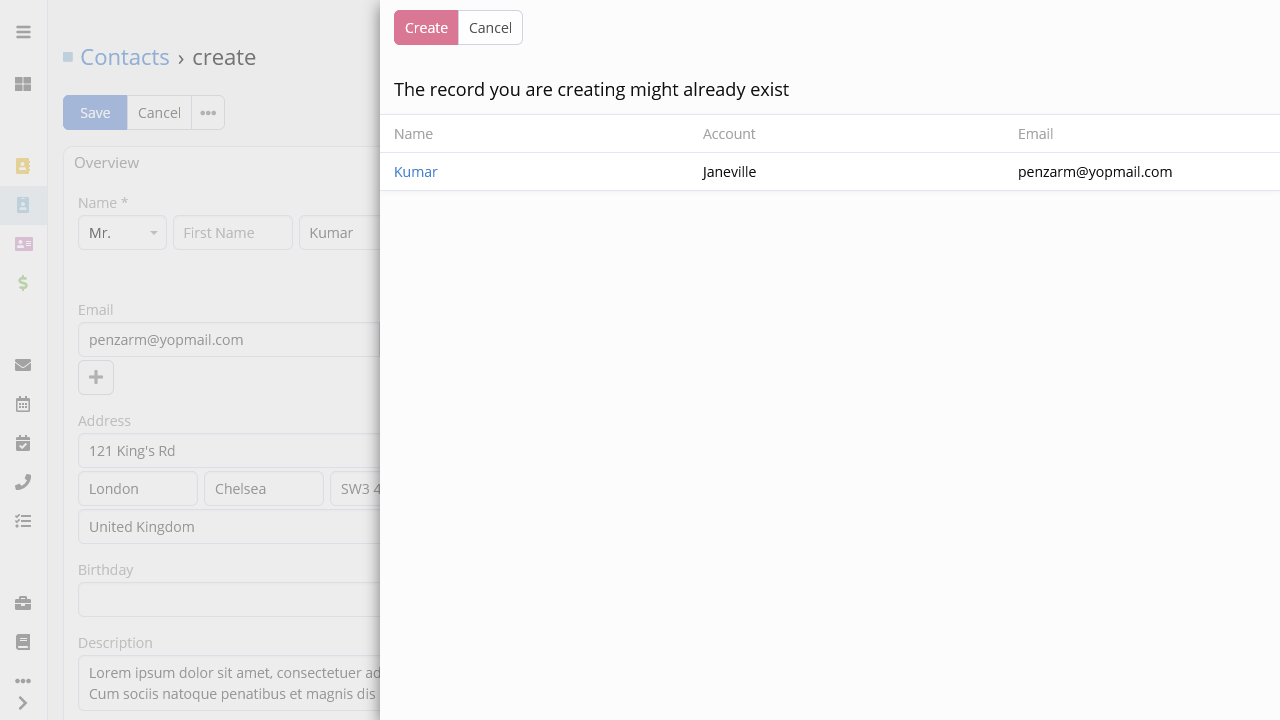 Contacts › create
Save Cancel •••
Overview
Name *
Mr. First Name Kumar
Email
penzarm@yopmail.com
Address
121 King's Rd
London Chelsea SW3 4
United Kingdom
Birthday
Description
Lorem ipsum dolor sit amet, consectetuer ad
Cum sociis natoque penatibus et magnis dis
Create Cancel
The record you are creating might already exist
Name Account Email
Kumar Janeville penzarm@yopmail.com